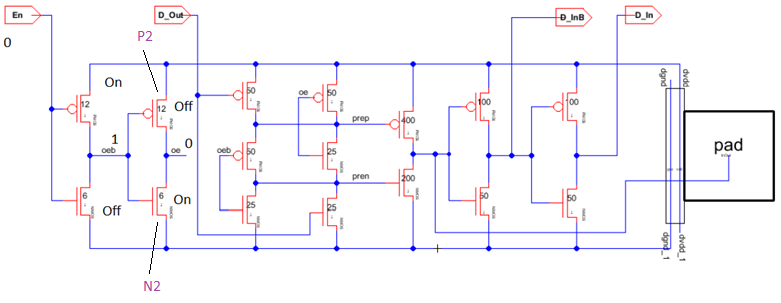 En
D_Out
P2
D_InB
D_In
0
On
12
12
Off
50
oe
50
prep
400
100
100
dgnd
dvdd
pad
1
oeb
oe
0
oeb
50
25
pren
200
6
Off
6
On
25
25
50
50
dgnd_1
dvdd_1
N2